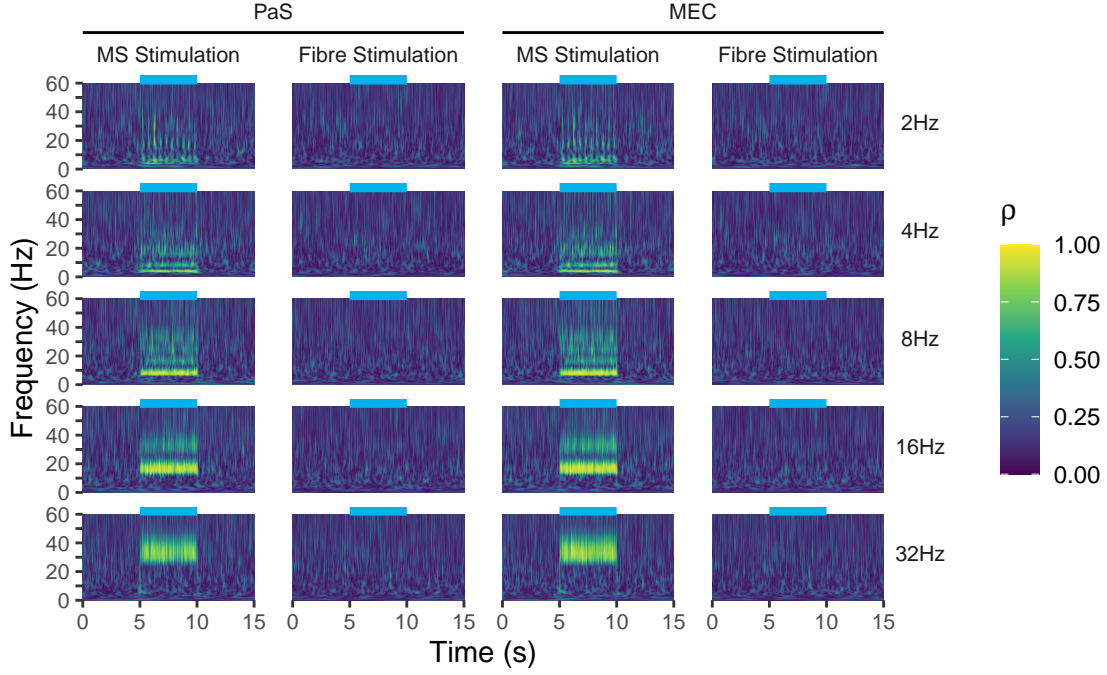 PaS MEC
MS Stimulation Fibre Stimulation MS Stimulation Fibre Stimulation
60
40
20
0
2Hz
60
40
20
0
4Hz
60
40
20
0
8Hz
60
40
20
0
16Hz
60
40
20
0
32Hz
0 5 10 15 0 5 10 15 0 5 10 15 0 5 10 15
Time (s)
Frequency (Hz)
ρ
1.00
0.75
0.50
0.25
0.00